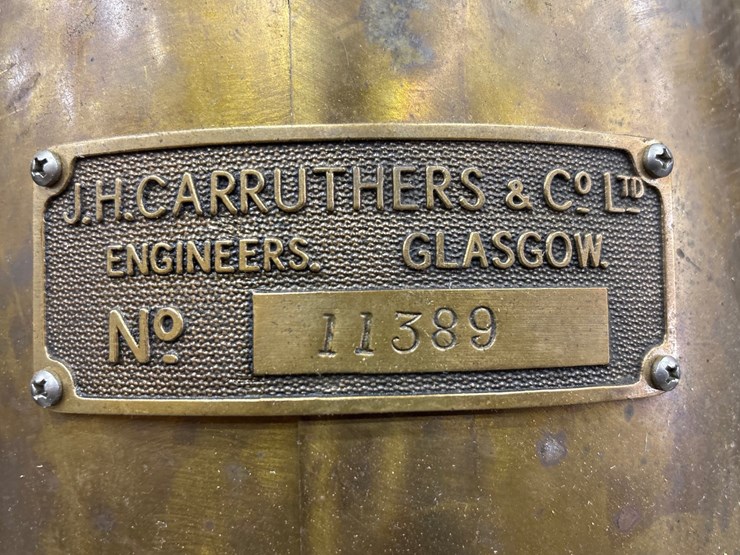 J.H.CARRUTHERS & Cº LTD
ENGINEERS. GLASGOW.
Nº 11389